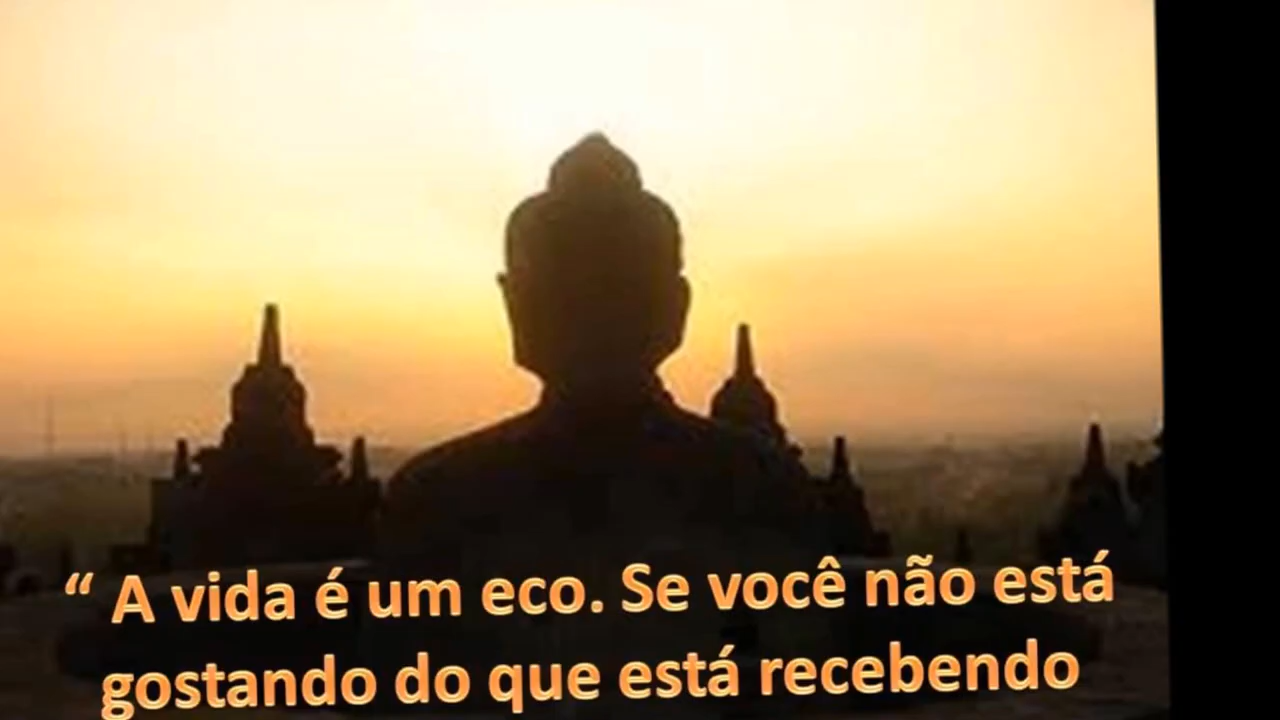 “ A vida é um eco. Se você não está
gostando do que está recebendo